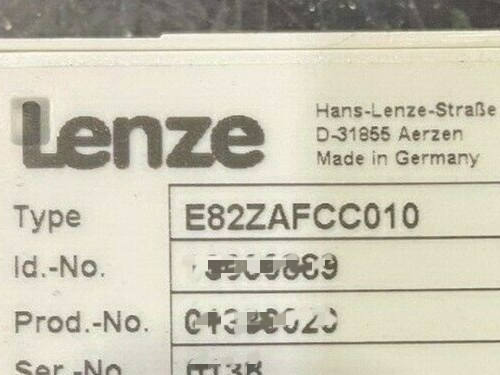 Lenze
Hans-Lenze-Straße
D-31855 Aerzen
Made in Germany
Type E82ZAFCC010
Id.-No.
Prod.-No.
Ser.-No.